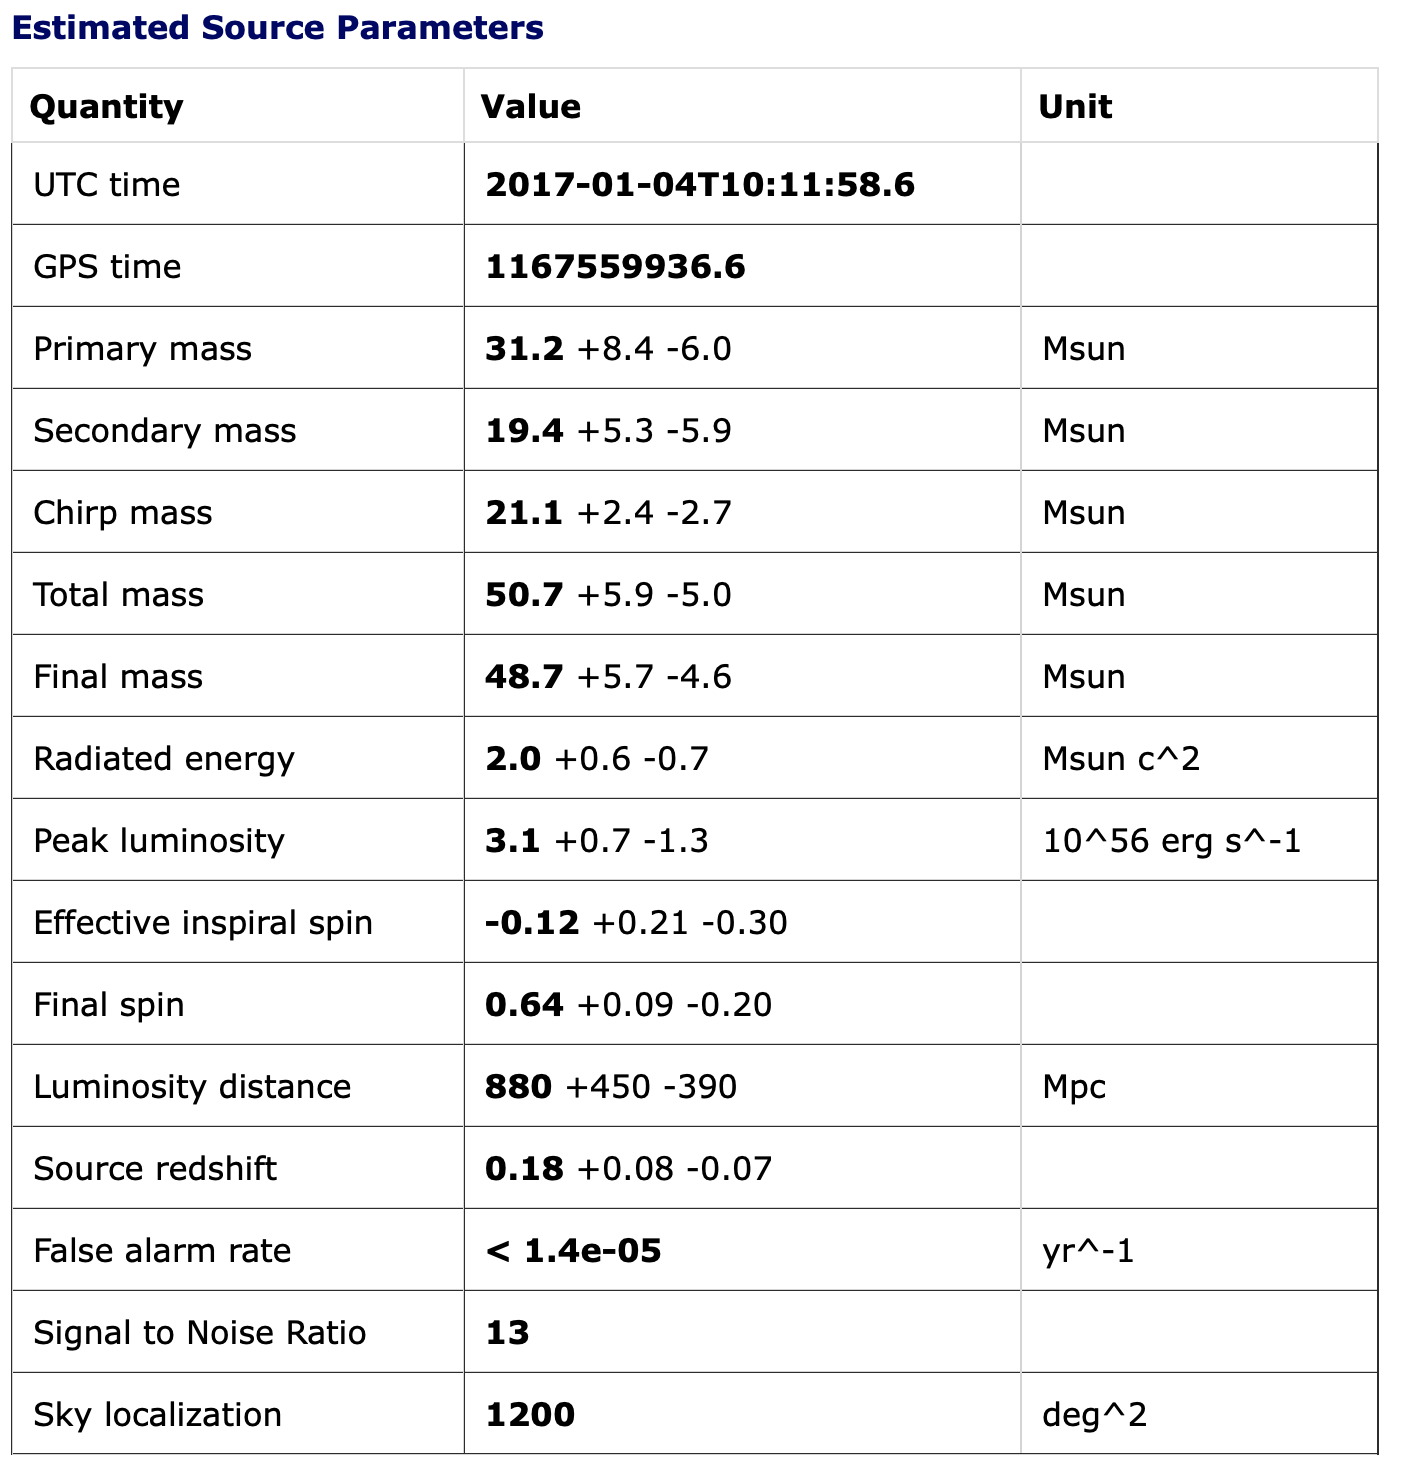 Estimated Source Parameters
Quantity Value Unit
UTC time 2017-01-04T10:11:58.6
GPS time 1167559936.6
Primary mass 31.2 +8.4 -6.0 Msun
Secondary mass 19.4 +5.3 -5.9 Msun
Chirp mass 21.1 +2.4 -2.7 Msun
Total mass 50.7 +5.9 -5.0 Msun
Final mass 48.7 +5.7 -4.6 Msun
Radiated energy 2.0 +0.6 -0.7 Msun c^2
Peak luminosity 3.1 +0.7 -1.3 10^56 erg s^-1
Effective inspiral spin -0.12 +0.21 -0.30
Final spin 0.64 +0.09 -0.20
Luminosity distance 880 +450 -390 Mpc
Source redshift 0.18 +0.08 -0.07
False alarm rate < 1.4e-05 yr^-1
Signal to Noise Ratio 13
Sky localization 1200 deg^2